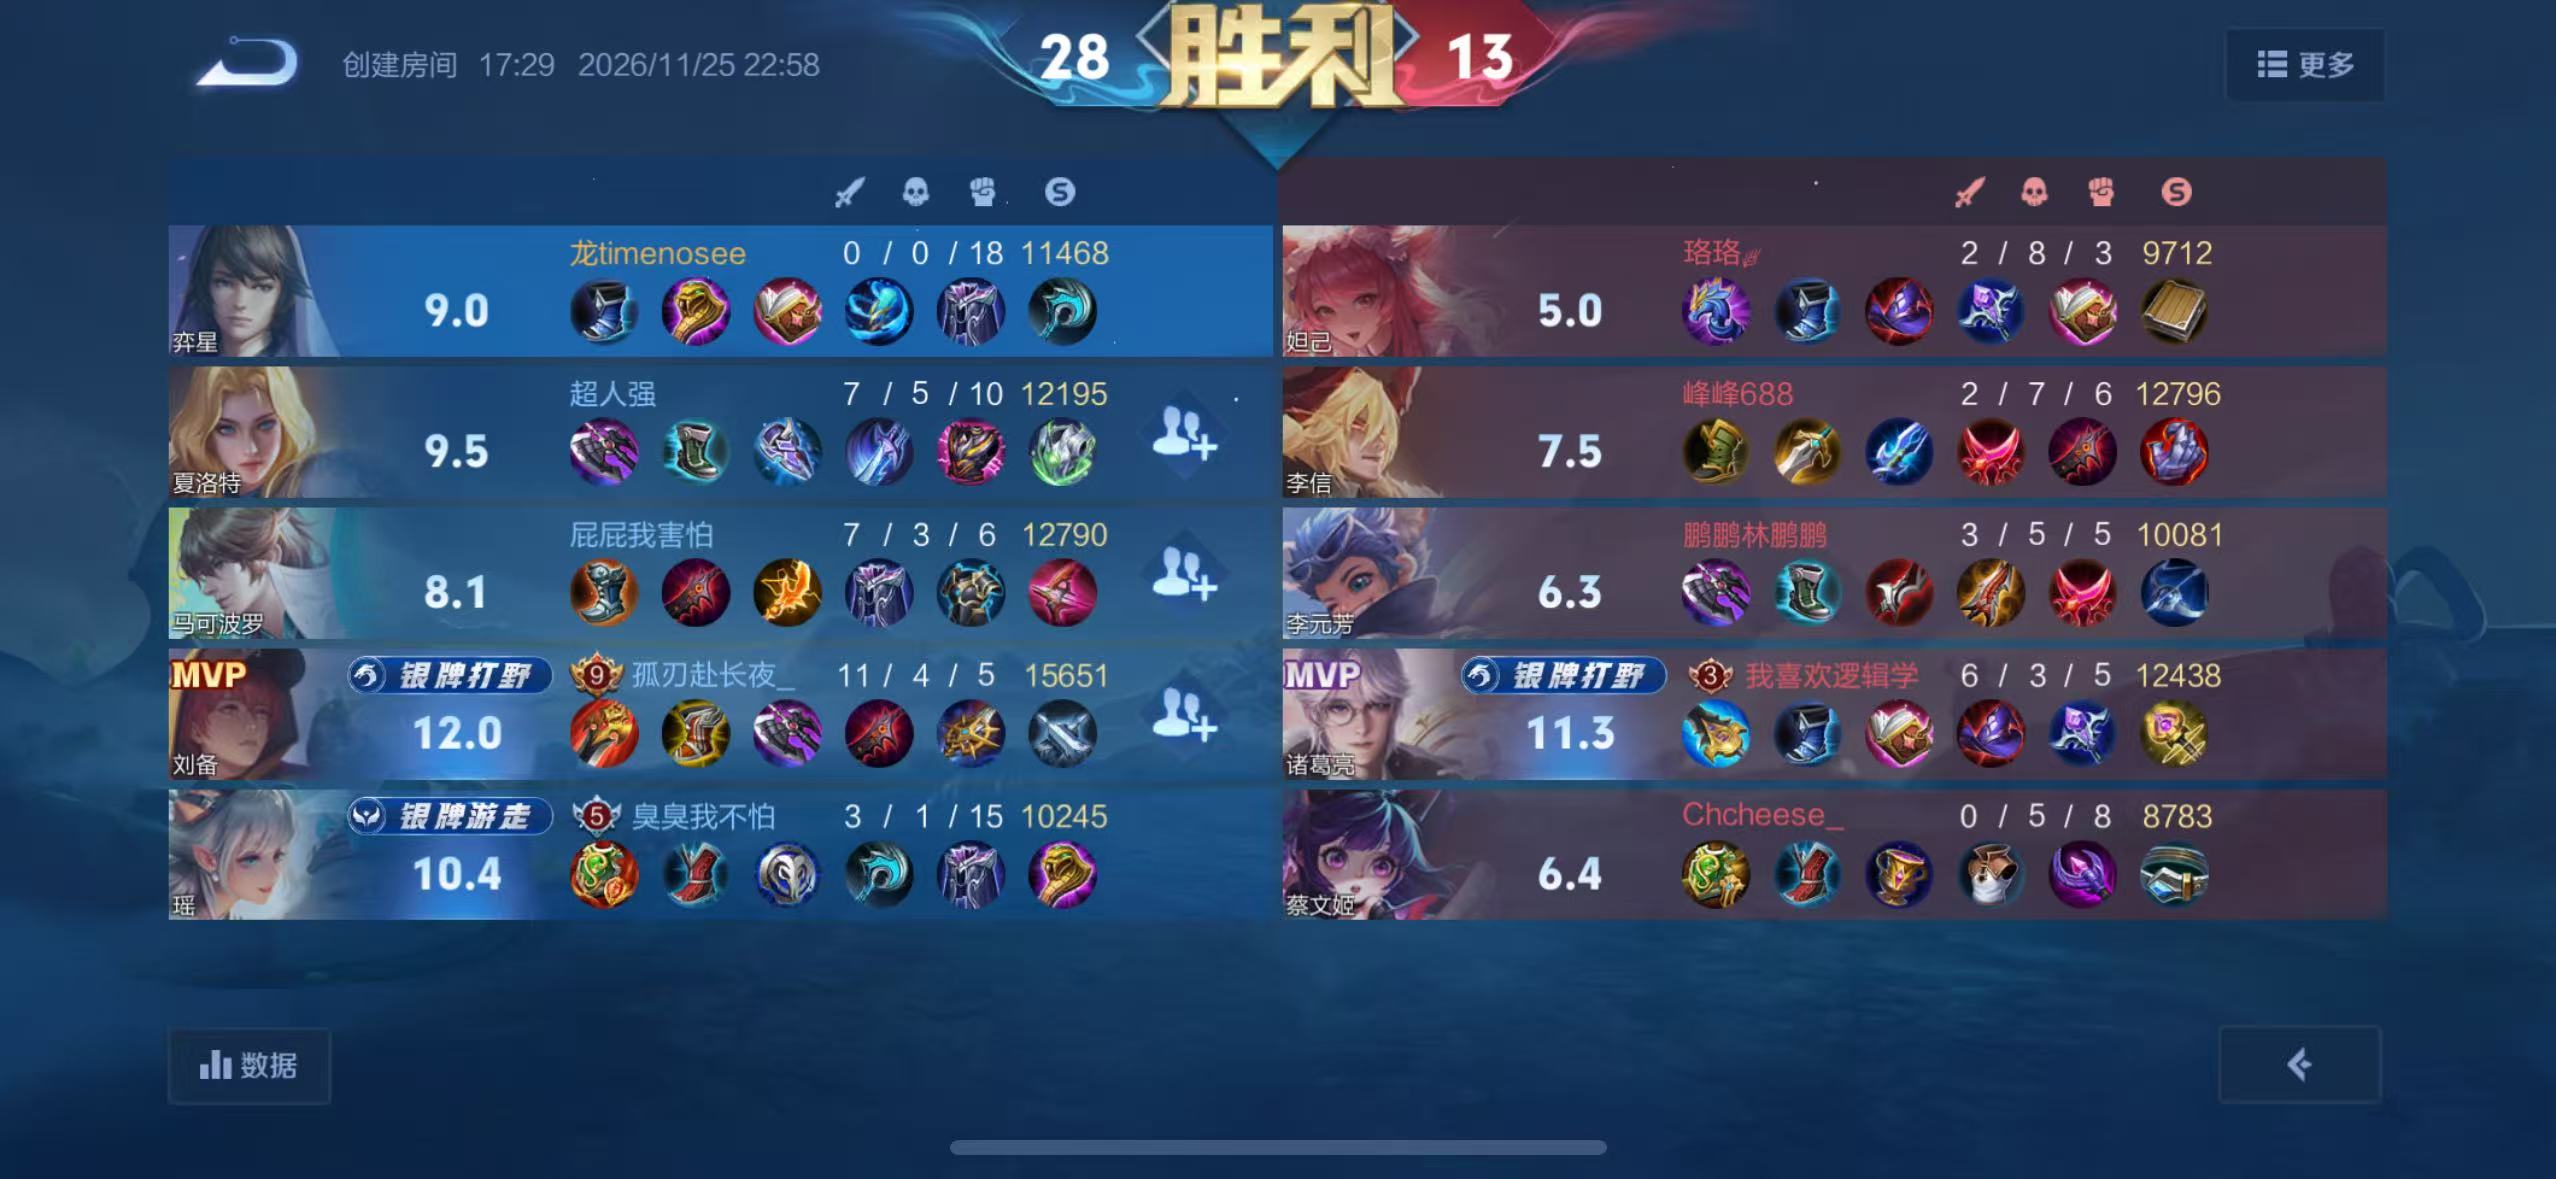 创建房间 17:29 2026/11/25 22:58
28 胜利 13
更多
龙timenosee 0 / 0 / 18 11468
9.0
弈星
超人强 7 / 5 / 10 12195
9.5
夏洛特
屁屁我害怕 7 / 3 / 6 12790
8.1
马可波罗
MVP 银牌打野 9 孤刃赴长夜_ 11 / 4 / 5 15651
12.0
刘备
银牌游走 5 臭臭我不怕 3 / 1 / 15 10245
10.4
瑶
珞珞 2 / 8 / 3 9712
5.0
妲己
峰峰688 2 / 7 / 6 12796
7.5
李信
鹏鹏林鹏鹏 3 / 5 / 5 10081
6.3
李元芳
MVP 银牌打野 3 我喜欢逻辑学 6 / 3 / 5 12438
11.3
诸葛亮
Chcheese_ 0 / 5 / 8 8783
6.4
蔡文姬
数据